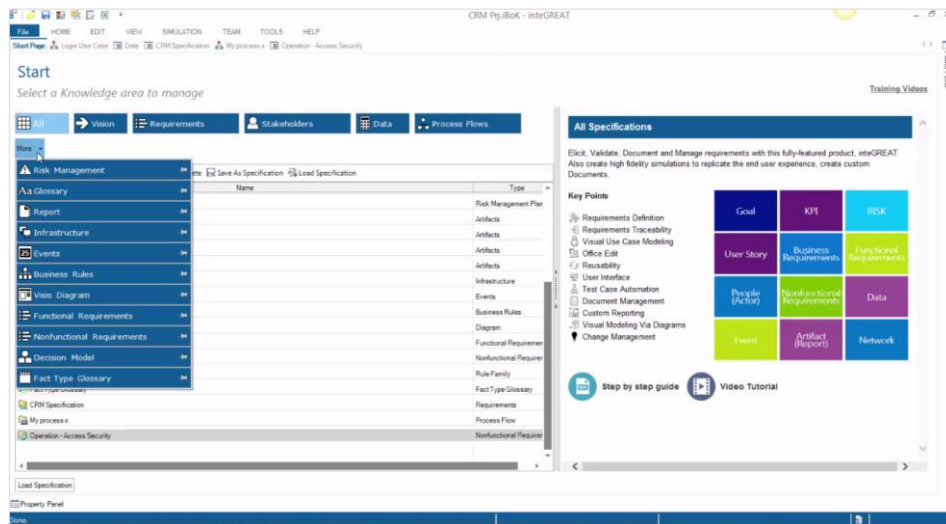 CRM Prj.iBoK - inteGREAT
File HOME EDIT VIEW SIMULATION TEAM TOOLS HELP
Start Page Login Use Case Data CRM Specification My process x Operation - Access Security
Start
Select a Knowledge area to manage
Training Videos
All Vision Requirements Stakeholders Data Process Flows
More
Risk Management
Aa Glossary
Report
Infrastructure
25 Events
Business Rules
Visio Diagram
Functional Requirements
Nonfunctional Requirements
Decision Model
Fact Type Glossary
ete Save As Specification Load Specification
Name Type
Risk Management Plan
Artifacts
Artifacts
Artifacts
Artifacts
Infrastructure
Events
Business Rules
Diagram
Functional Requiremen
Nonfunctional Requirer
Rule Family
Fact Type Glossary Fact Type Glossary
CRM Specification Requirements
My process x Process Flow
Operation - Access Security Nonfunctional Requirer
Load Specification
Property Panel
Done.
All Specifications
Elicit, Validate, Document and Manage requirements with this fully-featured product, inteGREAT.
Also create high fidelity simulations to replicate the end user experience, create custom
Documents.
Key Points
Requirements Definition
Requirements Traceability
Visual Use Case Modeling
Office Edit
Reusability
User Interface
Test Case Automation
Document Management
Custom Reporting
Visual Modeling Via Diagrams
Change Management
Goal KPI RISK
User Story Business Requirements Functional Requirements
People (Actor) Nonfunctional Requirements Data
Event Artifact (Report) Network
Step by step guide Video Tutorial